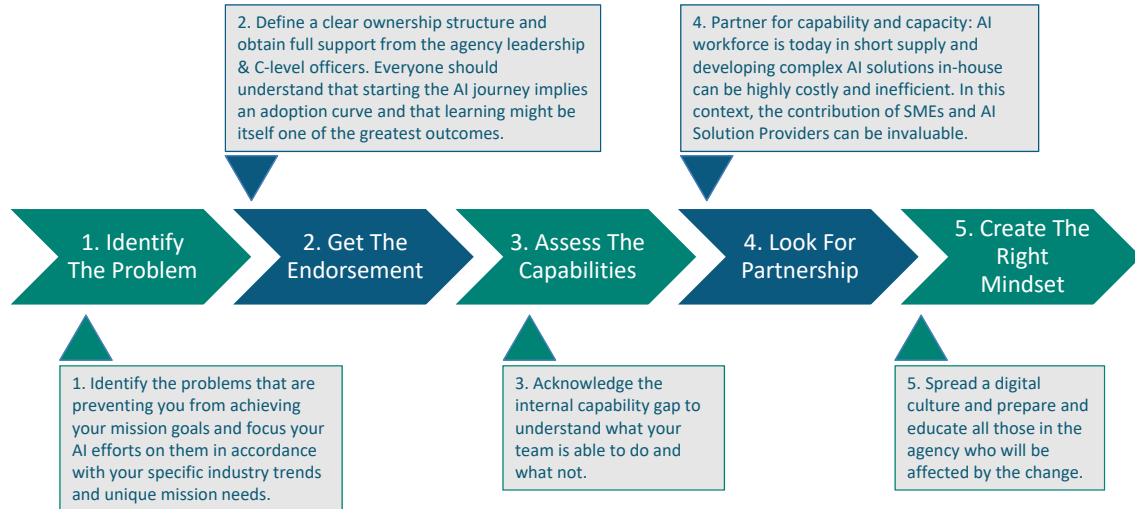 2. Define a clear ownership structure and
obtain full support from the agency leadership
& C-level officers. Everyone should
understand that starting the AI journey implies
an adoption curve and that learning might be
itself one of the greatest outcomes.
4. Partner for capability and capacity: AI
workforce is today in short supply and
developing complex AI solutions in-house
can be highly costly and inefficient. In this
context, the contribution of SMEs and AI
Solution Providers can be invaluable.
1. Identify
The Problem
2. Get The
Endorsement
3. Assess The
Capabilities
4. Look For
Partnership
5. Create The
Right
Mindset
1. Identify the problems that are
preventing you from achieving
your mission goals and focus your
AI efforts on them in accordance
with your specific industry trends
and unique mission needs.
3. Acknowledge the
internal capability gap to
understand what your
team is able to do and
what not.
5. Spread a digital
culture and prepare and
educate all those in the
agency who will be
affected by the change.